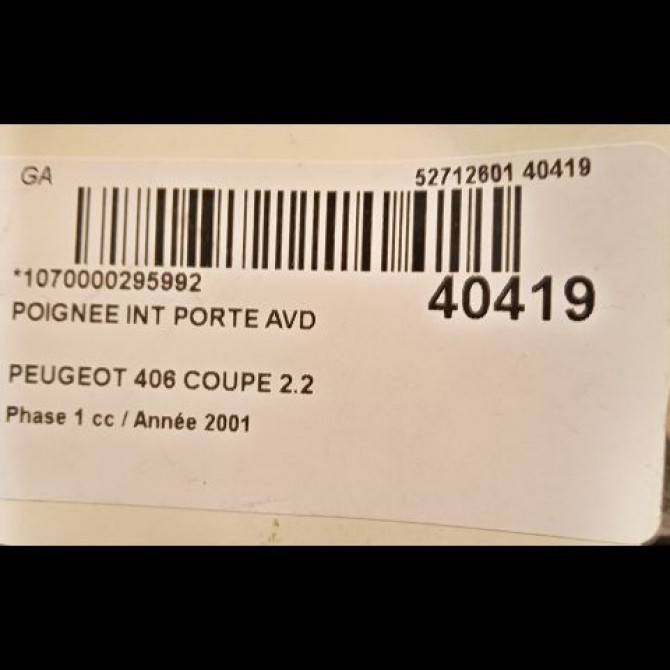 GA
52712601 40419
*1070000295992
40419
POIGNEE INT PORTE AVD
PEUGEOT 406 COUPE 2.2
Phase 1 cc / Année 2001